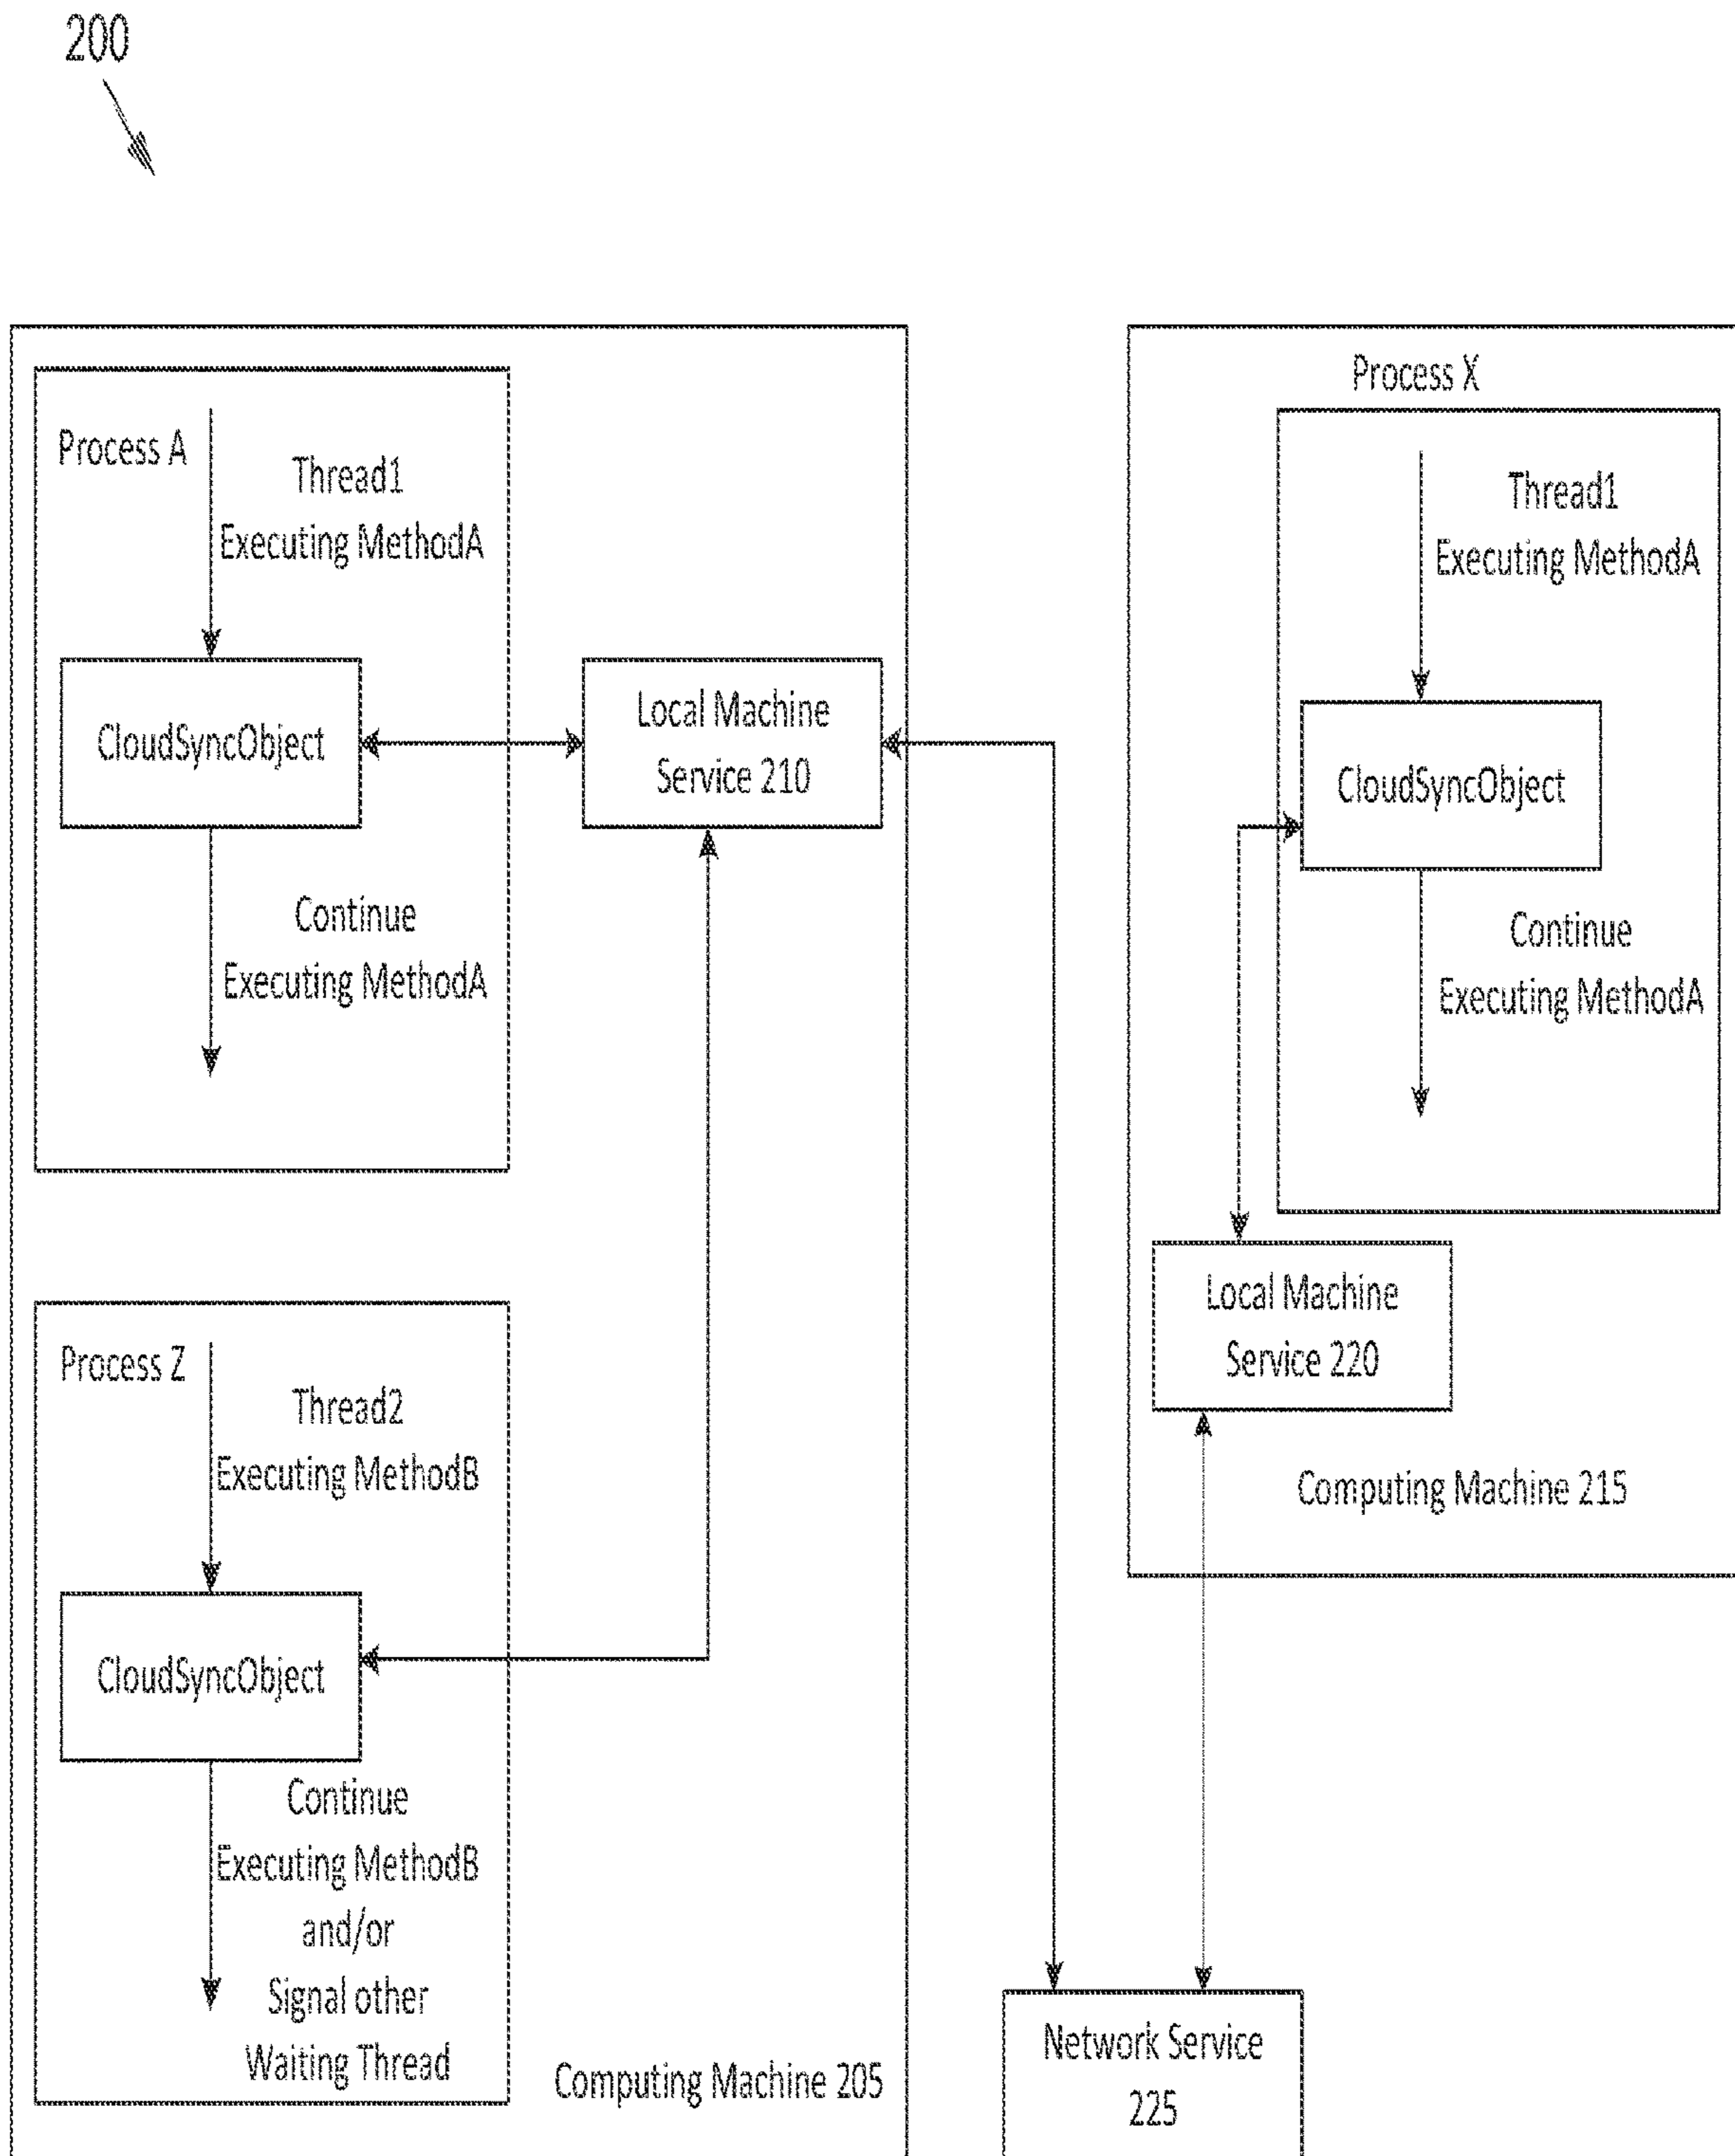 200
Process A
Thread1
Executing MethodA
CloudSyncObject
Continue
Executing MethodA
Local Machine
Service 210
Process Z
Thread2
Executing MethodB
CloudSyncObject
Continue
Executing MethodB
and/or
Signal other
Waiting Thread
Computing Machine 205
Process X
Thread1
Executing MethodA
CloudSyncObject
Continue
Executing MethodA
Local Machine
Service 220
Computing Machine 215
Network Service
225